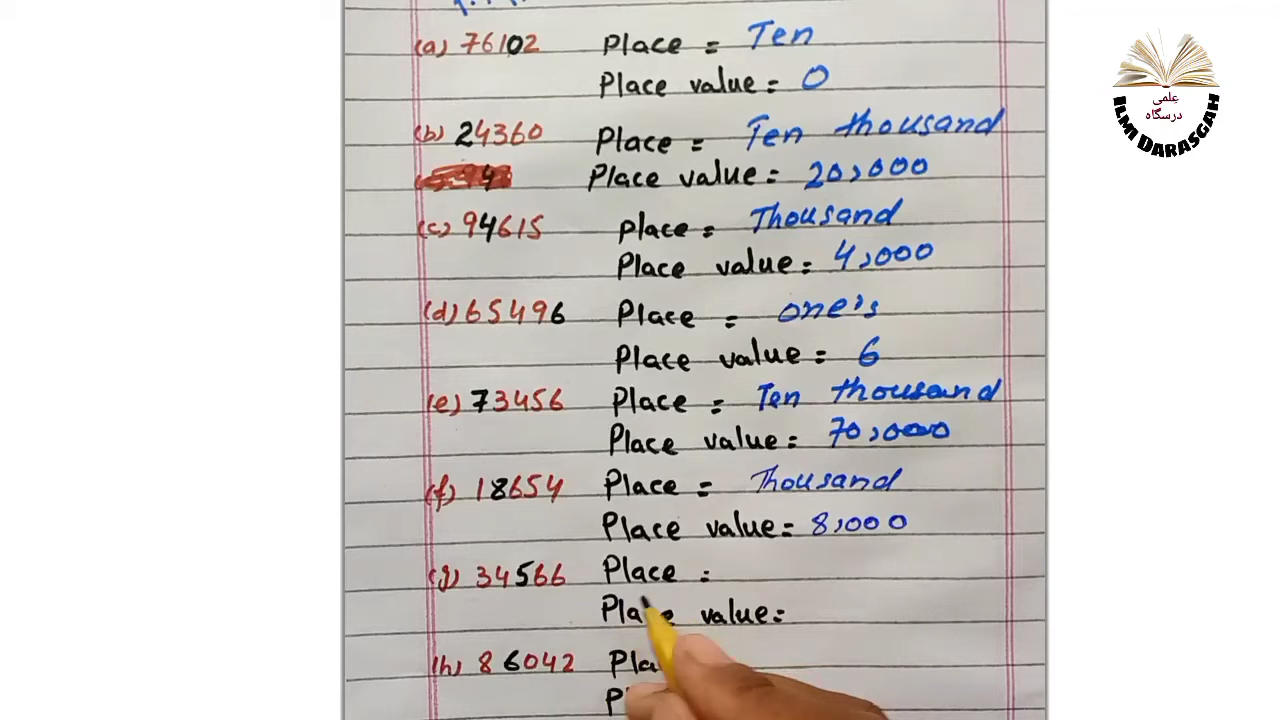 (a) 76102 Place = Ten
Place value = 0
(b) 24360 Place = Ten thousand
Place value = 20,000
(c) 94615 Place = Thousand
Place value = 4,000
(d) 65496 Place = one's
Place value = 6
(e) 73456 Place = Ten thousand
Place value = 70,000
(f) 18654 Place = Thousand
Place value = 8,000
(g) 34566 Place =
Place value =
(h) 86042 Pla
Pl
علمی
درسگاہ
ILMI DARASGAH